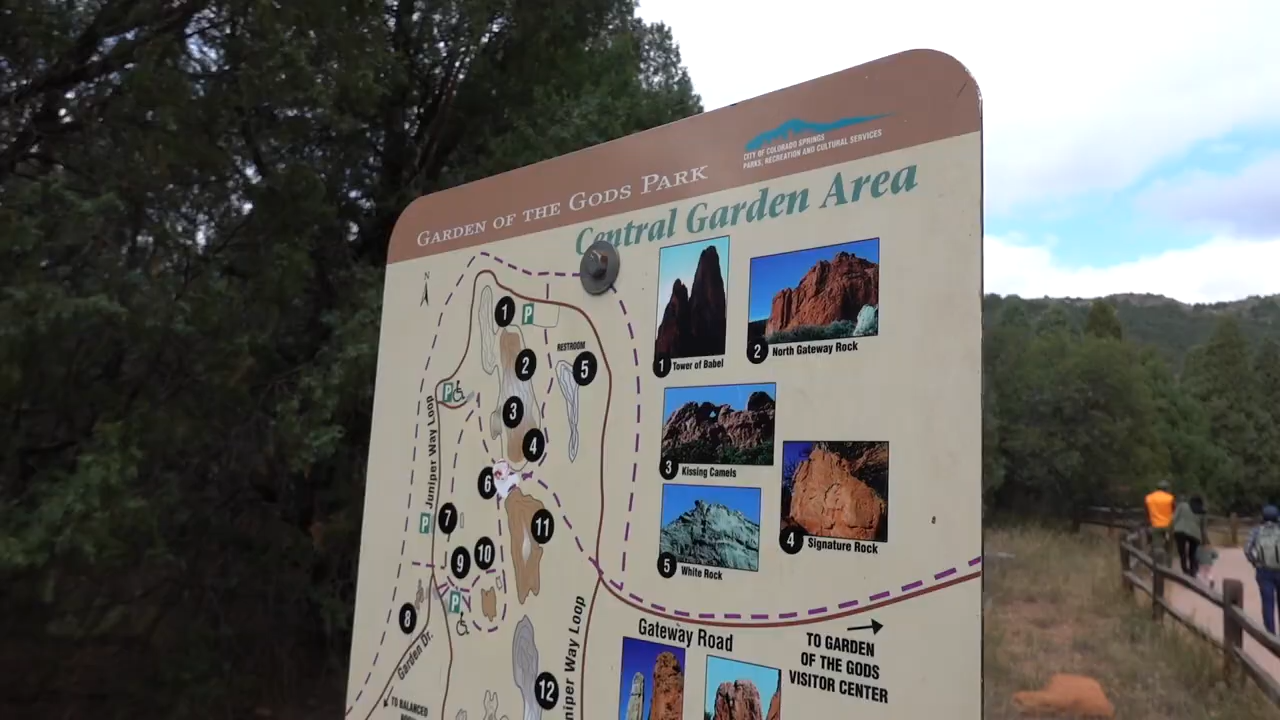 CITY OF COLORADO SPRINGS
PARKS, RECREATION AND CULTURAL SERVICES
GARDEN OF THE GODS PARK
Central Garden Area
N
1
P
2
RESTROOM
5
3
4
P
6
7
P
11
10
9
P
8
12
Juniper Way Loop
Garden Dr.
TO BALANCED
1 Tower of Babel
2 North Gateway Rock
3 Kissing Camels
4 Signature Rock
5 White Rock
Gateway Road
Juniper Way Loop
TO GARDEN
OF THE GODS
VISITOR CENTER